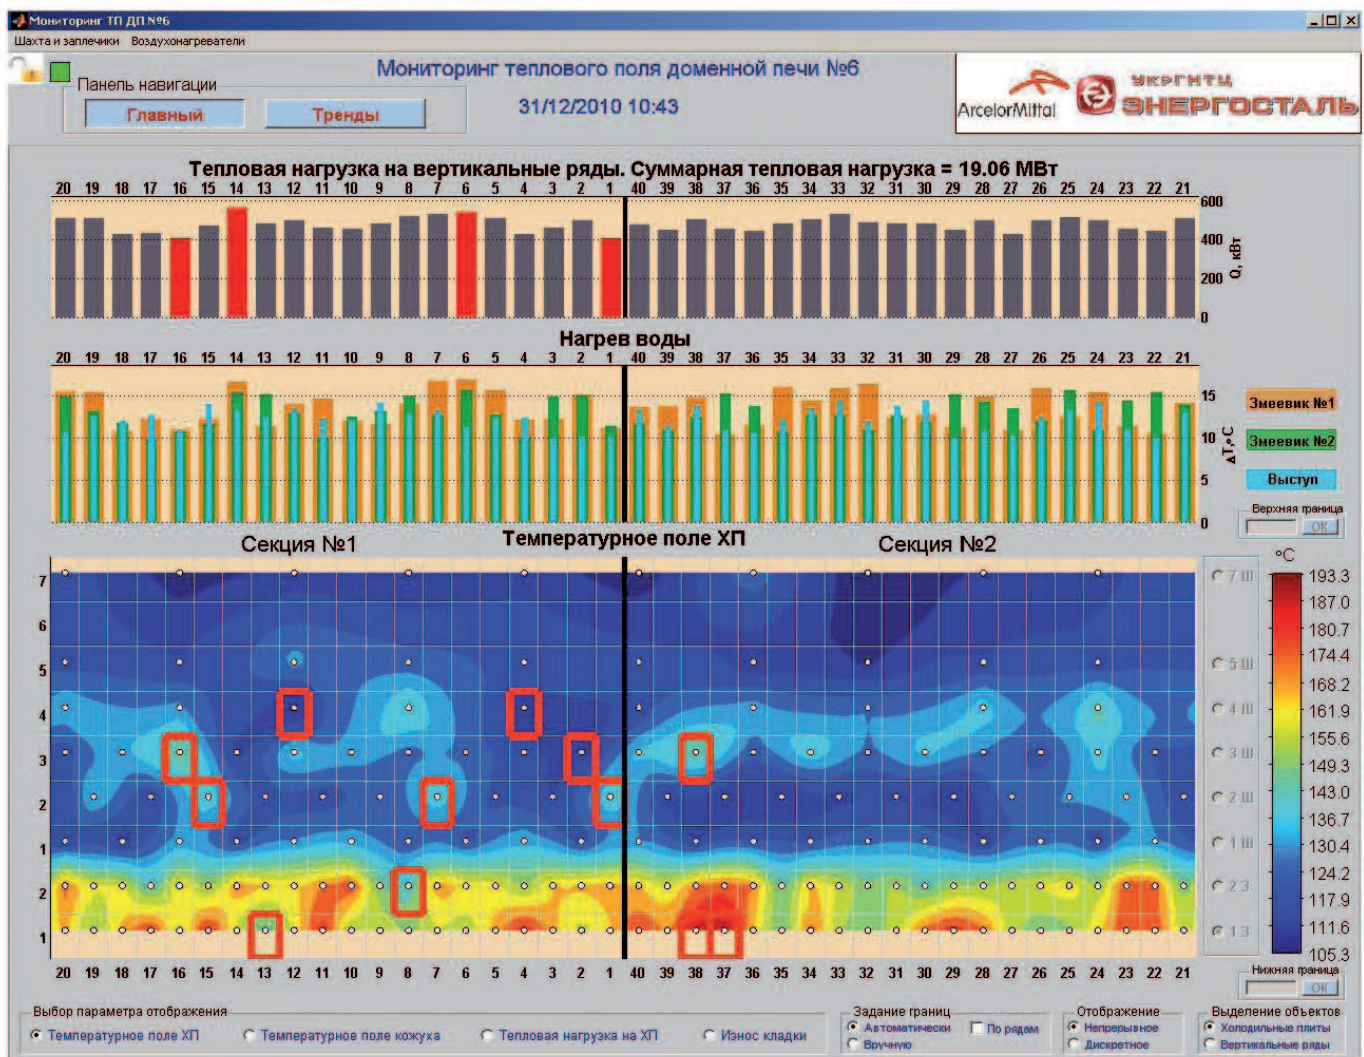 Мониторинг ТП ДП №6
Шахта и заплечики Воздухонагреватели
Панель навигации
Главный Тренды
Мониторинг теплового поля доменной печи №6
31/12/2010 10:43
ArcelorMittal
УКРГНТЦ
ЭНЕРГОСТАЛЬ
Тепловая нагрузка на вертикальные ряды. Суммарная тепловая нагрузка = 19.06 МВт
20 19 18 17 16 15 14 13 12 11 10 9 8 7 6 5 4 3 2 1 40 39 38 37 36 35 34 33 32 31 30 29 28 27 26 25 24 23 22 21
600
400
200
0
Q, кВт
Нагрев воды
20 19 18 17 16 15 14 13 12 11 10 9 8 7 6 5 4 3 2 1 40 39 38 37 36 35 34 33 32 31 30 29 28 27 26 25 24 23 22 21
15
10
5
0
ΔT,°C
Змеевик №1
Змеевик №2
Выступ
Верхняя граница
OK
Секция №1 Температурное поле ХП Секция №2
7
6
5
4
3
2
1
2
1
7 Ш
5 Ш
4 Ш
3 Ш
2 Ш
1 Ш
2 З
1 З
°C
193.3
187.0
180.7
174.4
168.2
161.9
155.6
149.3
143.0
136.7
130.4
124.2
117.9
111.6
105.3
20 19 18 17 16 15 14 13 12 11 10 9 8 7 6 5 4 3 2 1 40 39 38 37 36 35 34 33 32 31 30 29 28 27 26 25 24 23 22 21
Нижняя граница
OK
Выбор параметра отображения
Температурное поле ХП Температурное поле кожуха Тепловая нагрузка на ХП Износ кладки
Задание границ
Автоматически По рядам
Вручную
Отображение
Непрерывное
Дискретное
Выделение объектов
Холодильные плиты
Вертикальные ряды